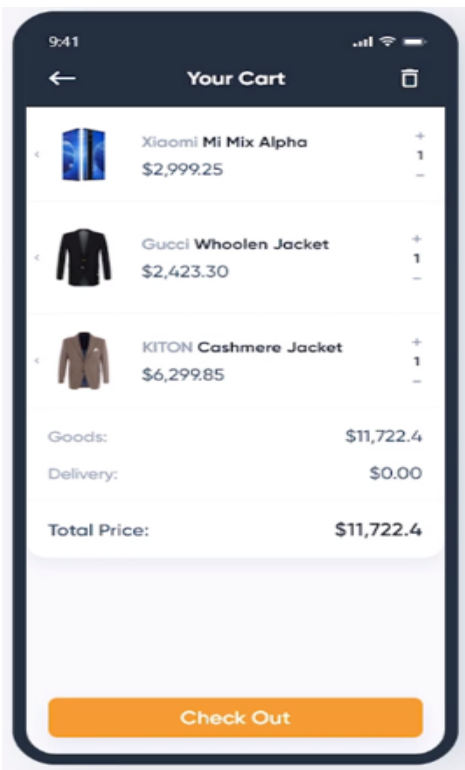 9:41
Your Cart
Xiaomi Mi Mix Alpha
$2,999.25
+
1
−
Gucci Whoolen Jacket
$2,423.30
+
1
−
KITON Cashmere Jacket
$6,299.85
+
1
−
Goods: $11,722.4
Delivery: $0.00
Total Price: $11,722.4
Check Out